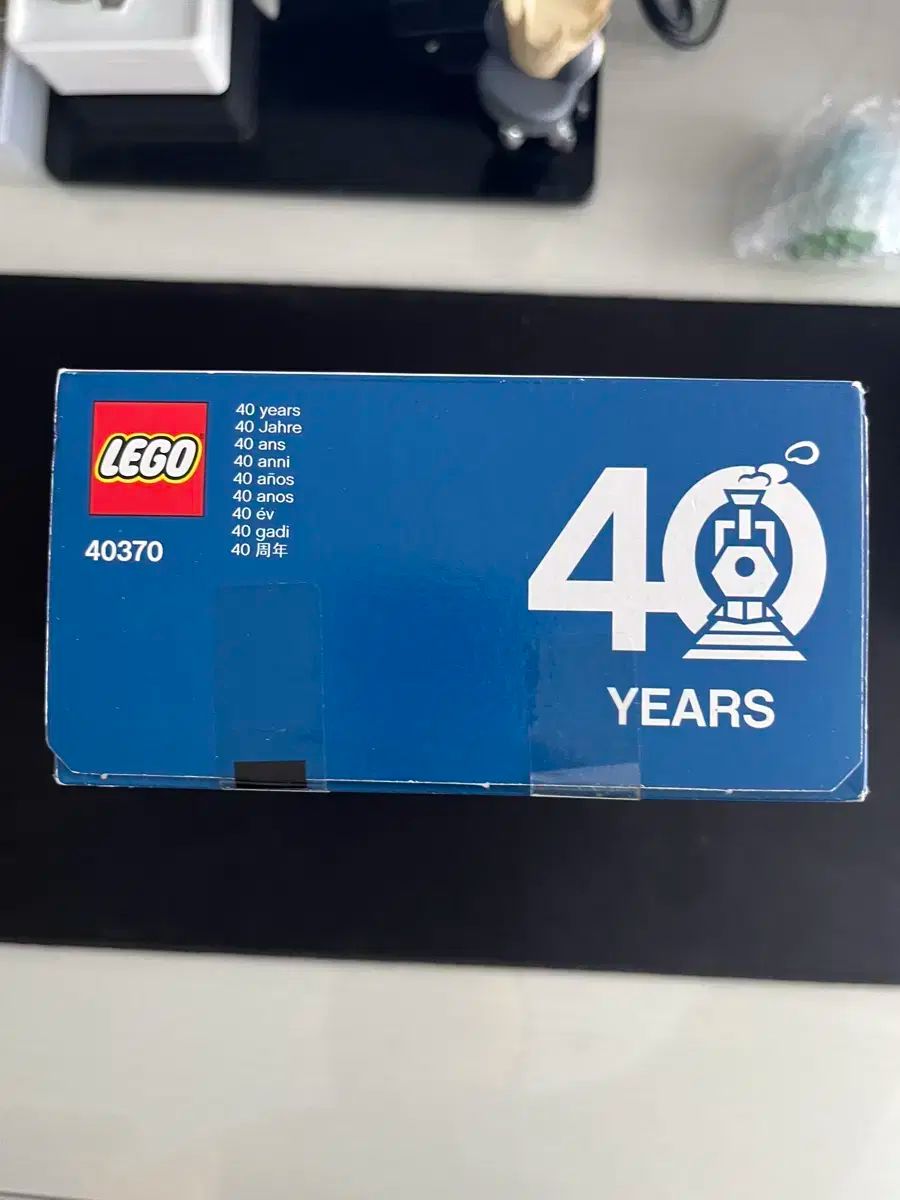 LEGO
40370
40 years
40 Jahre
40 ans
40 anni
40 años
40 anos
40 év
40 gadi
40 周年
40
YEARS